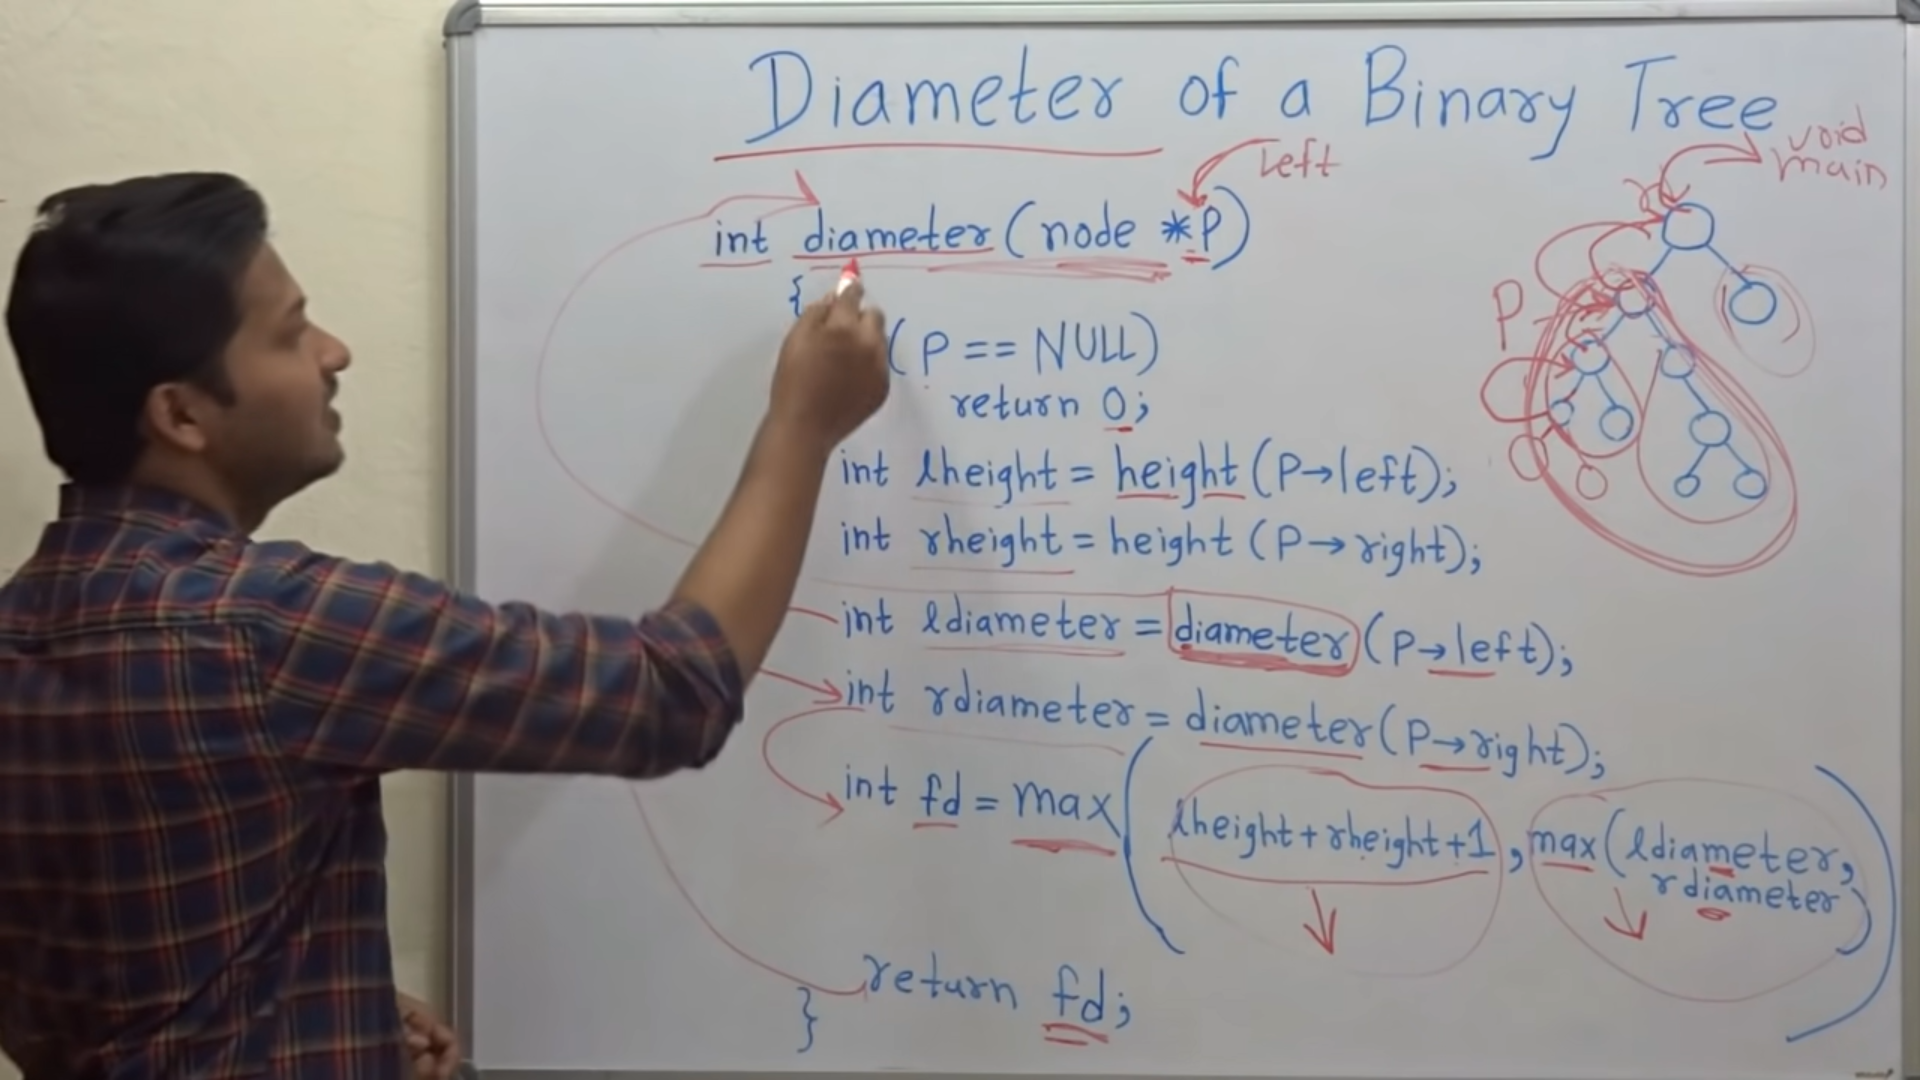 Diameter of a Binary Tree
void
main
left
int diameter (node *P)
{
(P == NULL)
return 0;
P
int lheight = height (P→left);
int rheight = height (P→right);
int ldiameter = diameter (P→left);
int rdiameter = diameter (P→right);
int fd = max (lheight + rheight + 1, max (ldiameter,
rdiameter))
return fd;
}